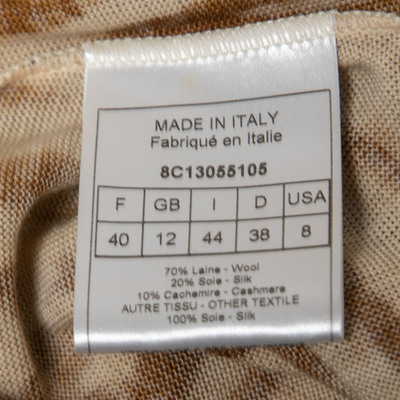 MADE IN ITALY
Fabriqué en Italie
8C13055105
F GB I D USA
40 12 44 38 8
70% Laine - Wool
20% Soie - Silk
10% Cachemire - Cashmere
AUTRE TISSU - OTHER TEXTILE
100% Soie - Silk